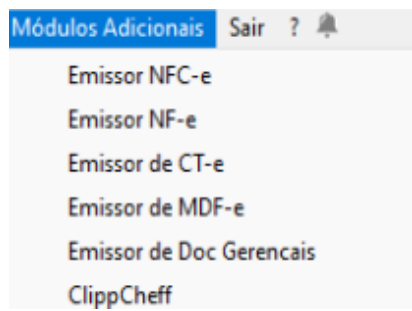 Módulos Adicionais Sair ?
Emissor NFC-e
Emissor NF-e
Emissor de CT-e
Emissor de MDF-e
Emissor de Doc Gerencais
ClippCheff